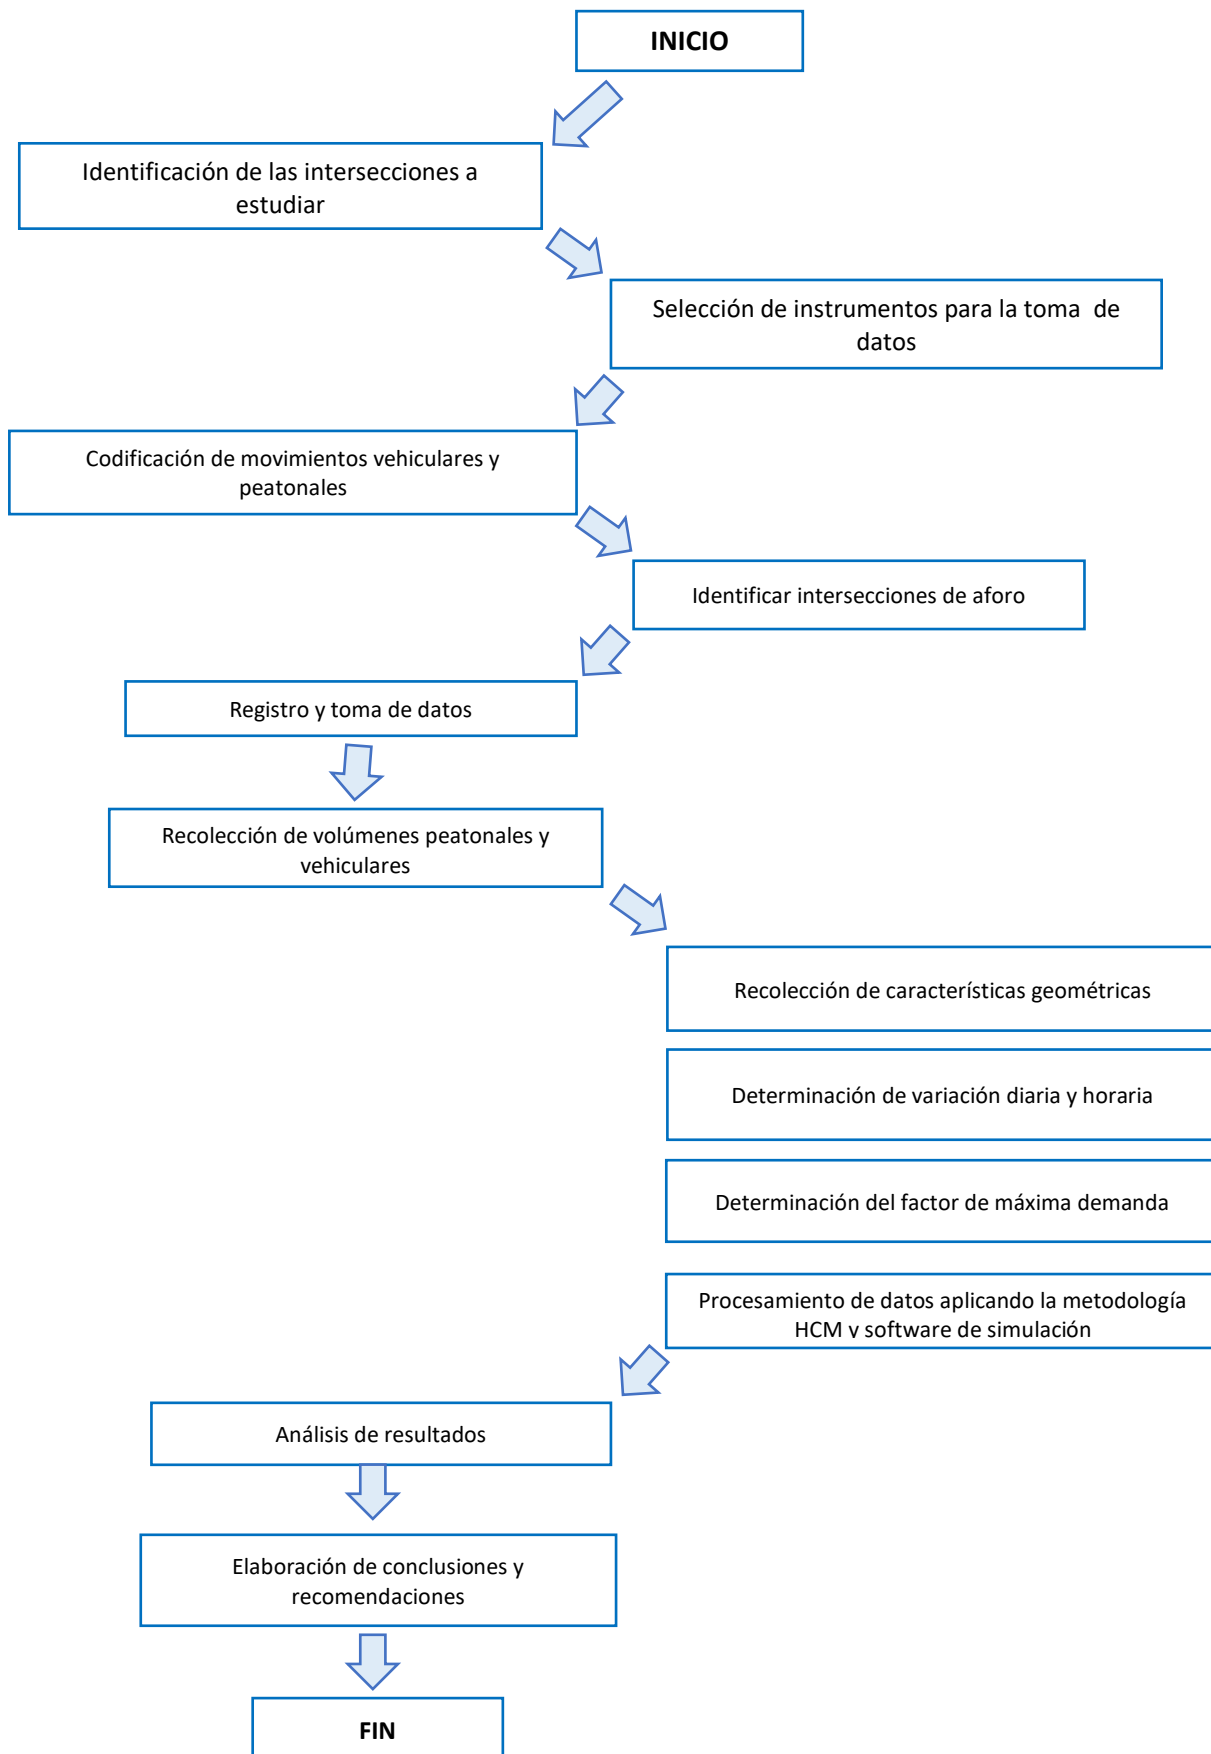 INICIO
Identificación de las intersecciones a
estudiar
Selección de instrumentos para la toma  de
datos
Codificación de movimientos vehiculares y
peatonales
Identificar intersecciones de aforo
Registro y toma de datos
Recolección de volúmenes peatonales y
vehiculares
Recolección de características geométricas
Determinación de variación diaria y horaria
Determinación del factor de máxima demanda
Procesamiento de datos aplicando la metodología
HCM y software de simulación
Análisis de resultados
Elaboración de conclusiones y
recomendaciones
FIN